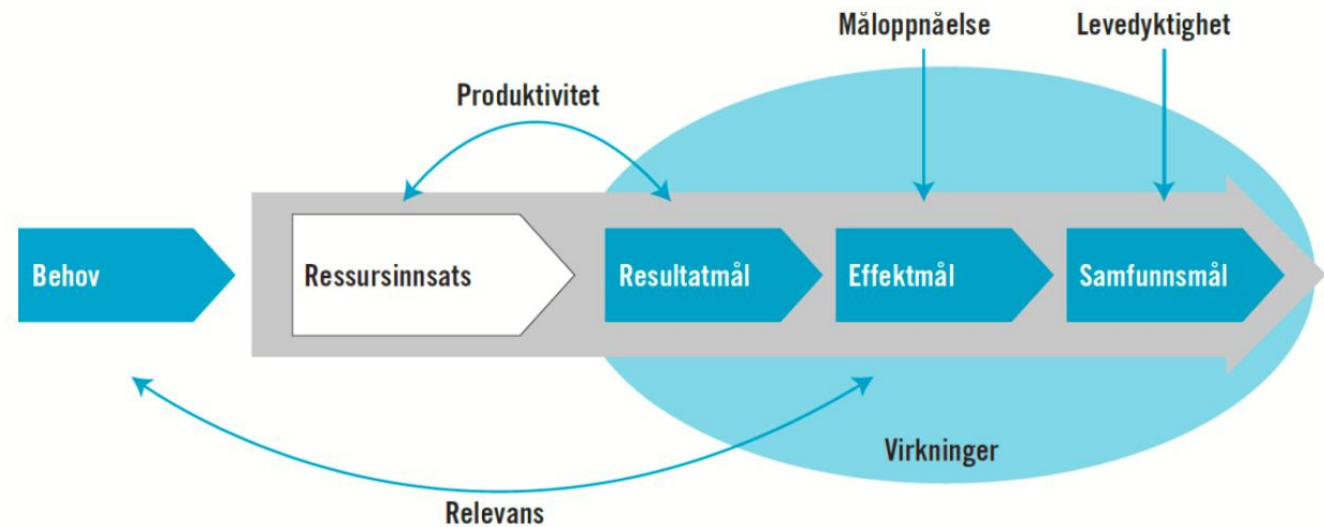 Måloppnåelse
Levedyktighet
Produktivitet
Behov
Ressursinnsats
Resultatmål
Effektmål
Samfunnsmål
Virkninger
Relevans